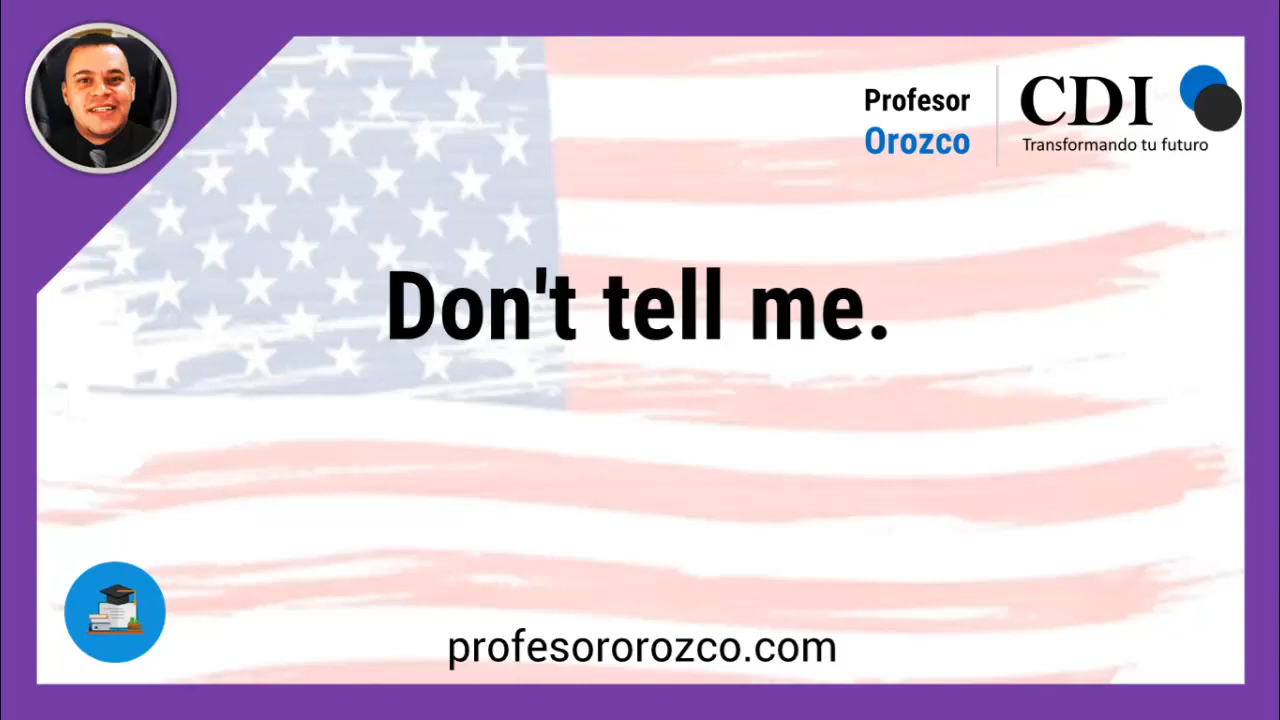 Profesor
Orozco
CDI
Transformando tu futuro
Don't tell me.
profesororozco.com